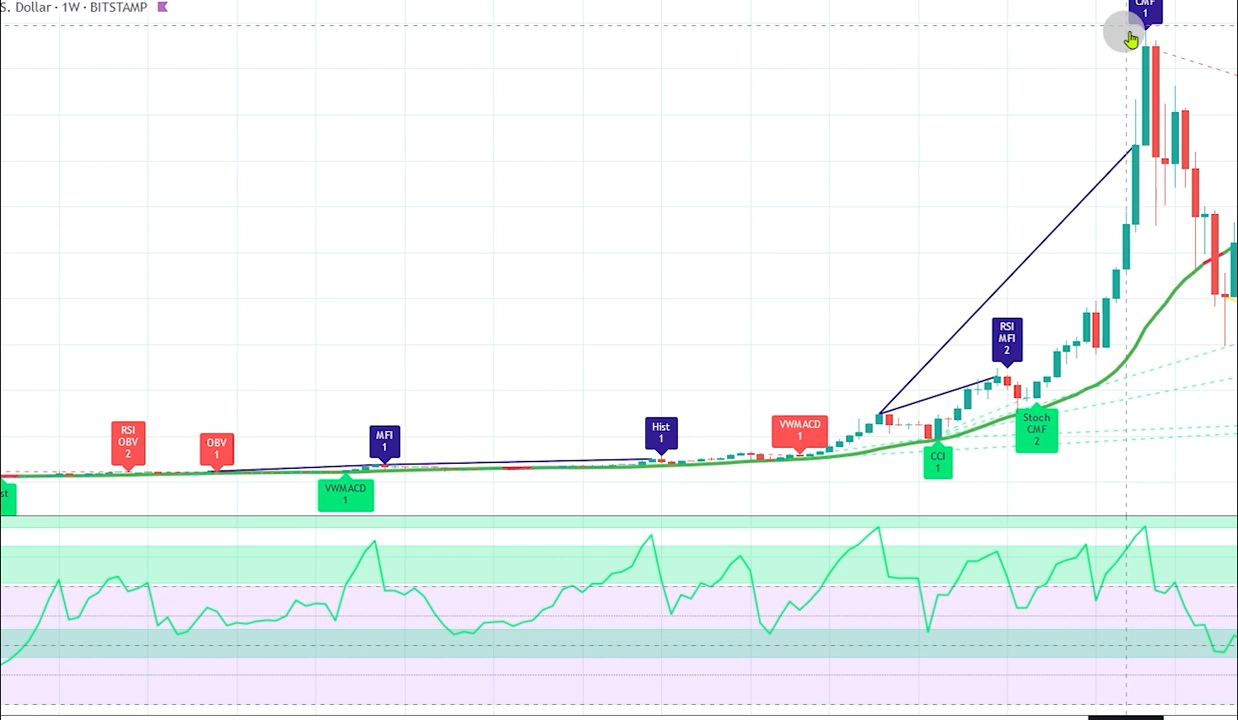 S. Dollar · 1W · BITSTAMP
CMF
1
RSI
MFI
2
RSI
OBV
2
OBV
1
MFI
1
Hist
1
VWMACD
1
Stoch
CMF
2
CCI
1
VWMACD
1
st